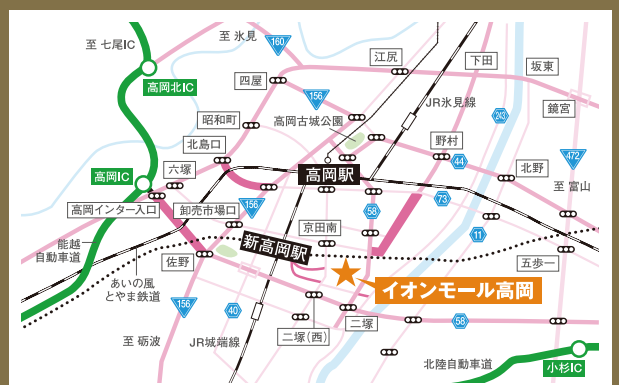 至 氷見
至 七尾IC
160
江尻
下田
坂東
四屋
高岡北IC
156
JR氷見線
鏡宮
昭和町
高岡古城公園
243
北島口
野村
44
472
六塚
高岡駅
北野
高岡IC
至 富山
高岡インター入口
卸売市場口
156
58
73
京田南
11
能越
自動車道
新高岡駅
佐野
五歩一
あいの風
とやま鉄道
イオンモール高岡
156
40
二塚
58
二塚(西)
至 砺波
JR城端線
北陸自動車道
小杉IC